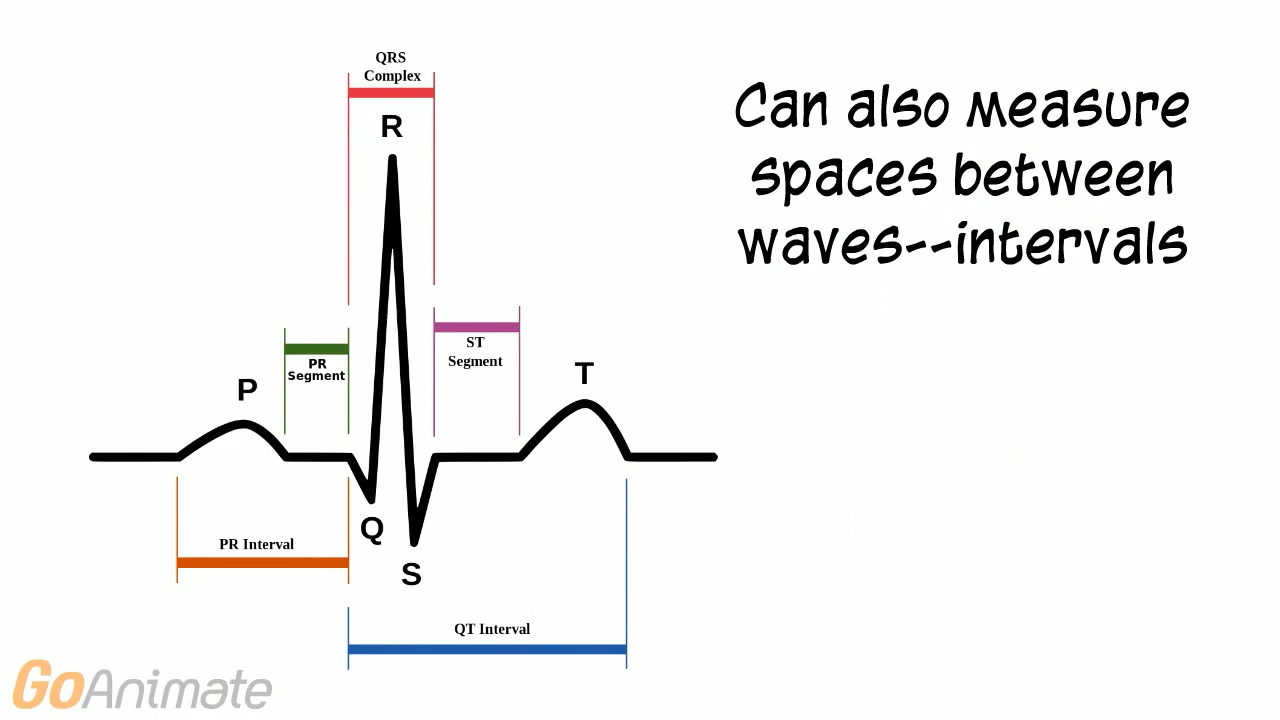 QRS
Complex
R
Can also measure
spaces between
waves--intervals
ST
Segment
PR
Segment
P
T
Q
PR Interval
S
QT Interval
GoAnimate